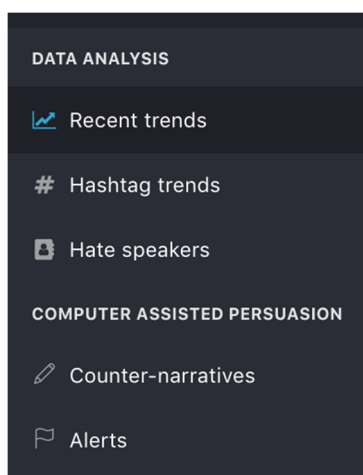 DATA ANALYSIS
Recent trends
# Hashtag trends
Hate speakers
COMPUTER ASSISTED PERSUASION
Counter-narratives
Alerts